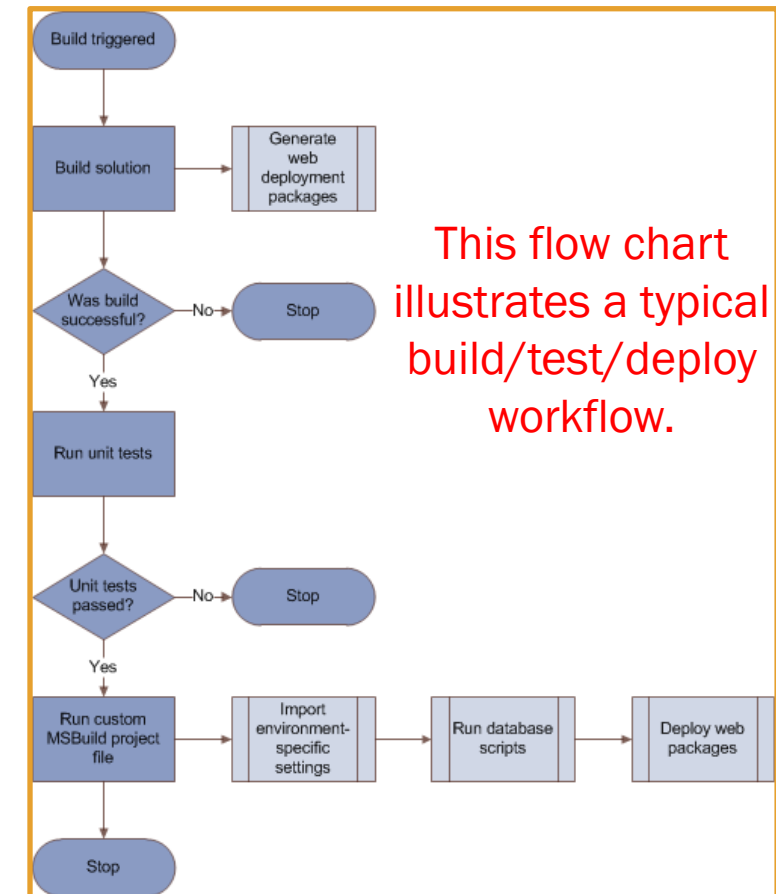 Build triggered
Build solution
Generate
web
deployment
packages
This flow chart
illustrates a typical
build/test/deploy
workflow.
Was build
successful?
No
Stop
Yes
Run unit tests
Unit tests
passed?
No
Stop
Yes
Run custom
MSBuild project
file
Import
environment-
specific
settings
Run database
scripts
Deploy web
packages
Stop